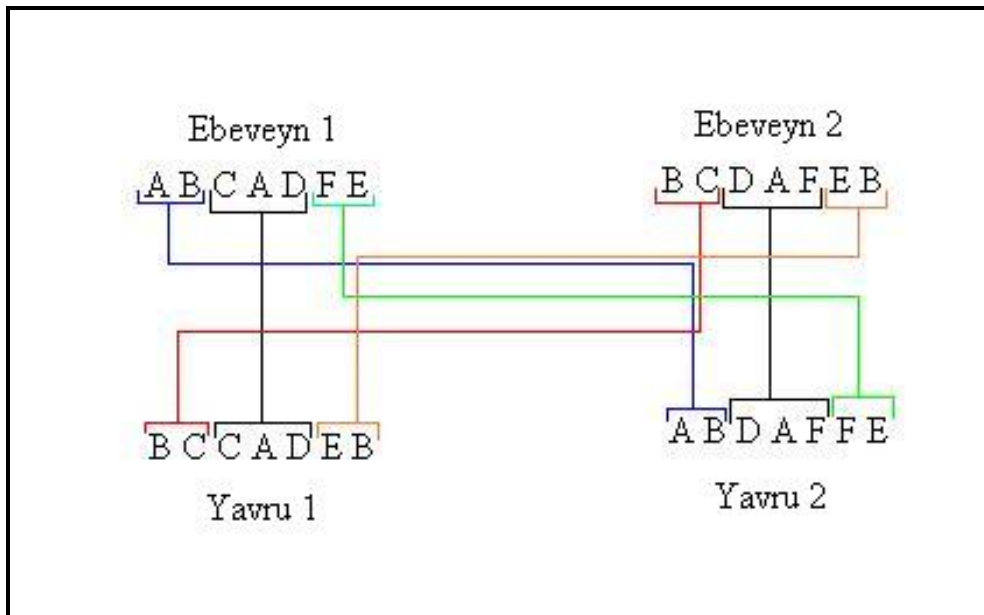 Ebeveyn 1
A B C A D F E
Ebeveyn 2
B C D A F E B
B C C A D E B
Yavru 1
A B D A F F E
Yavru 2